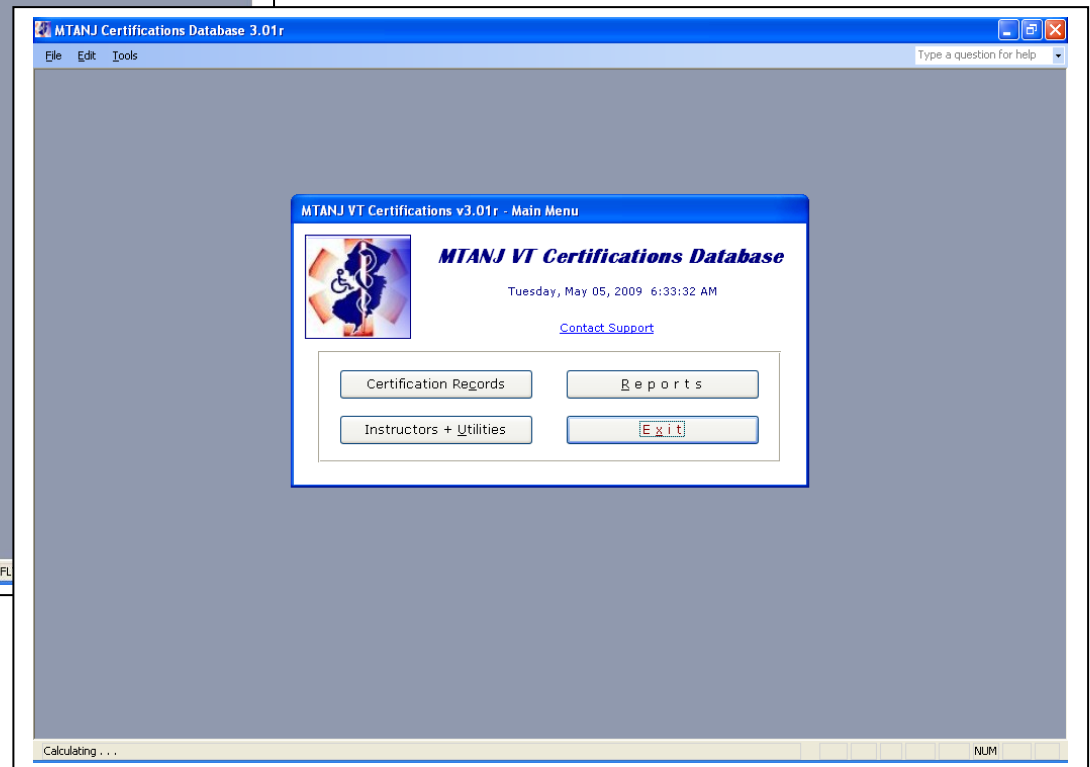 MTANJ Certifications Database 3.01r
File Edit Tools
Type a question for help
MTANJ VT Certifications v3.01r - Main Menu
MTANJ VT Certifications Database
Tuesday, May 05, 2009 6:33:32 AM
Contact Support
Certification Records
Reports
Instructors + Utilities
Exit
FL
Calculating . . .
NUM